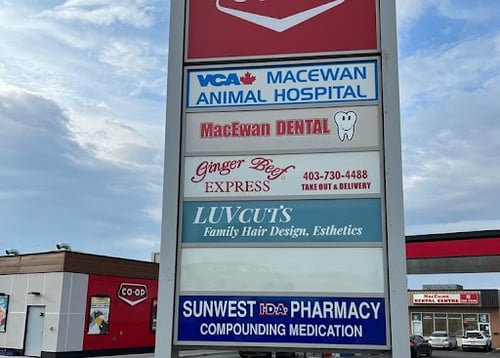 VCA MACEWAN
ANIMAL HOSPITAL
MacEwan DENTAL
Ginger Beef
EXPRESS
403-730-4488
TAKE OUT & DELIVERY
LUVCUTS
Family Hair Design, Esthetics
SUNWEST I·D·A PHARMACY
COMPOUNDING MEDICATION
CO-OP
MacEwan
DENTAL CENTRE